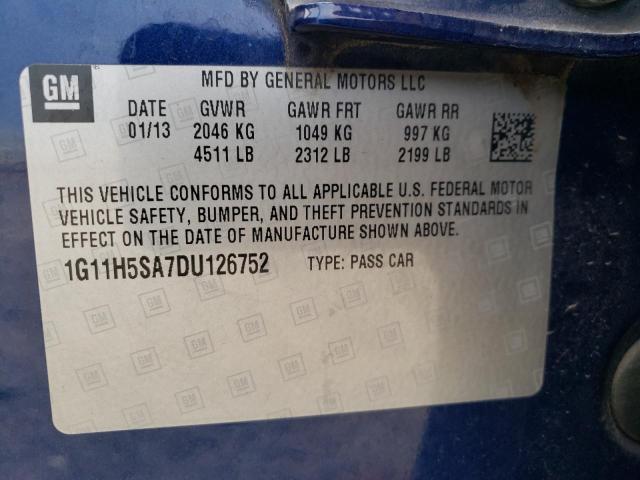 GM
MFD BY GENERAL MOTORS LLC
DATE GVWR GAWR FRT GAWR RR
01/13 2046 KG 1049 KG 997 KG
4511 LB 2312 LB 2199 LB
THIS VEHICLE CONFORMS TO ALL APPLICABLE U.S. FEDERAL MOTOR
VEHICLE SAFETY, BUMPER, AND THEFT PREVENTION STANDARDS IN
EFFECT ON THE DATE OF MANUFACTURE SHOWN ABOVE.
1G11H5SA7DU126752 TYPE: PASS CAR